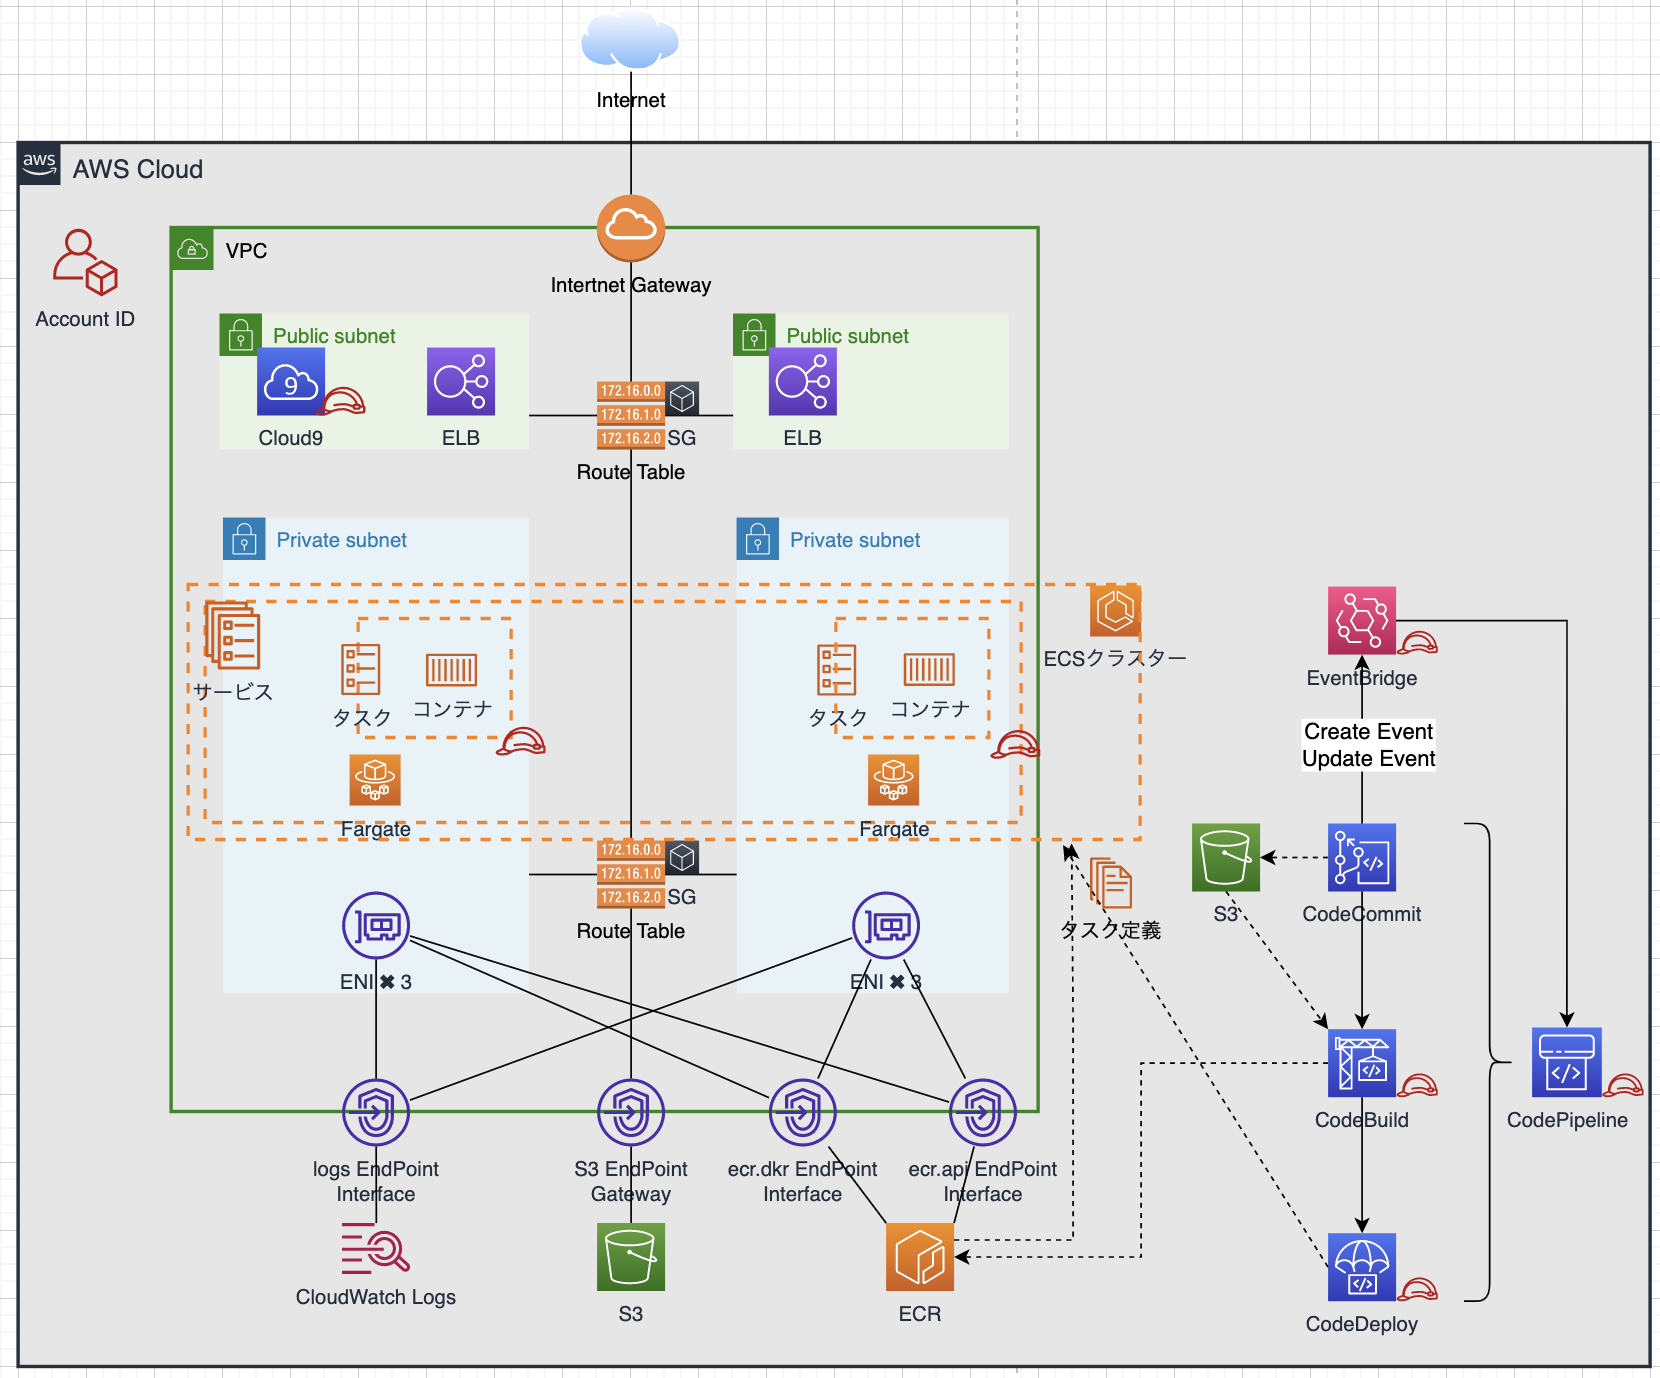 Internet
aws
AWS Cloud
Account ID
VPC
Intertnet Gateway
Public subnet
Public subnet
9
Cloud9
ELB
172.16.0.0
172.16.1.0
172.16.2.0
SG
Route Table
ELB
Private subnet
Private subnet
サービス
タスク
コンテナ
Fargate
タスク
コンテナ
Fargate
ECSクラスター
EventBridge
Create Event
Update Event
172.16.0.0
172.16.1.0
172.16.2.0
SG
Route Table
タスク定義
S3
CodeCommit
ENI ✖ 3
ENI ✖ 3
CodeBuild
CodePipeline
logs EndPoint
Interface
S3 EndPoint
Gateway
ecr.dkr EndPoint
Interface
ecr.api EndPoint
Interface
CloudWatch Logs
S3
ECR
CodeDeploy